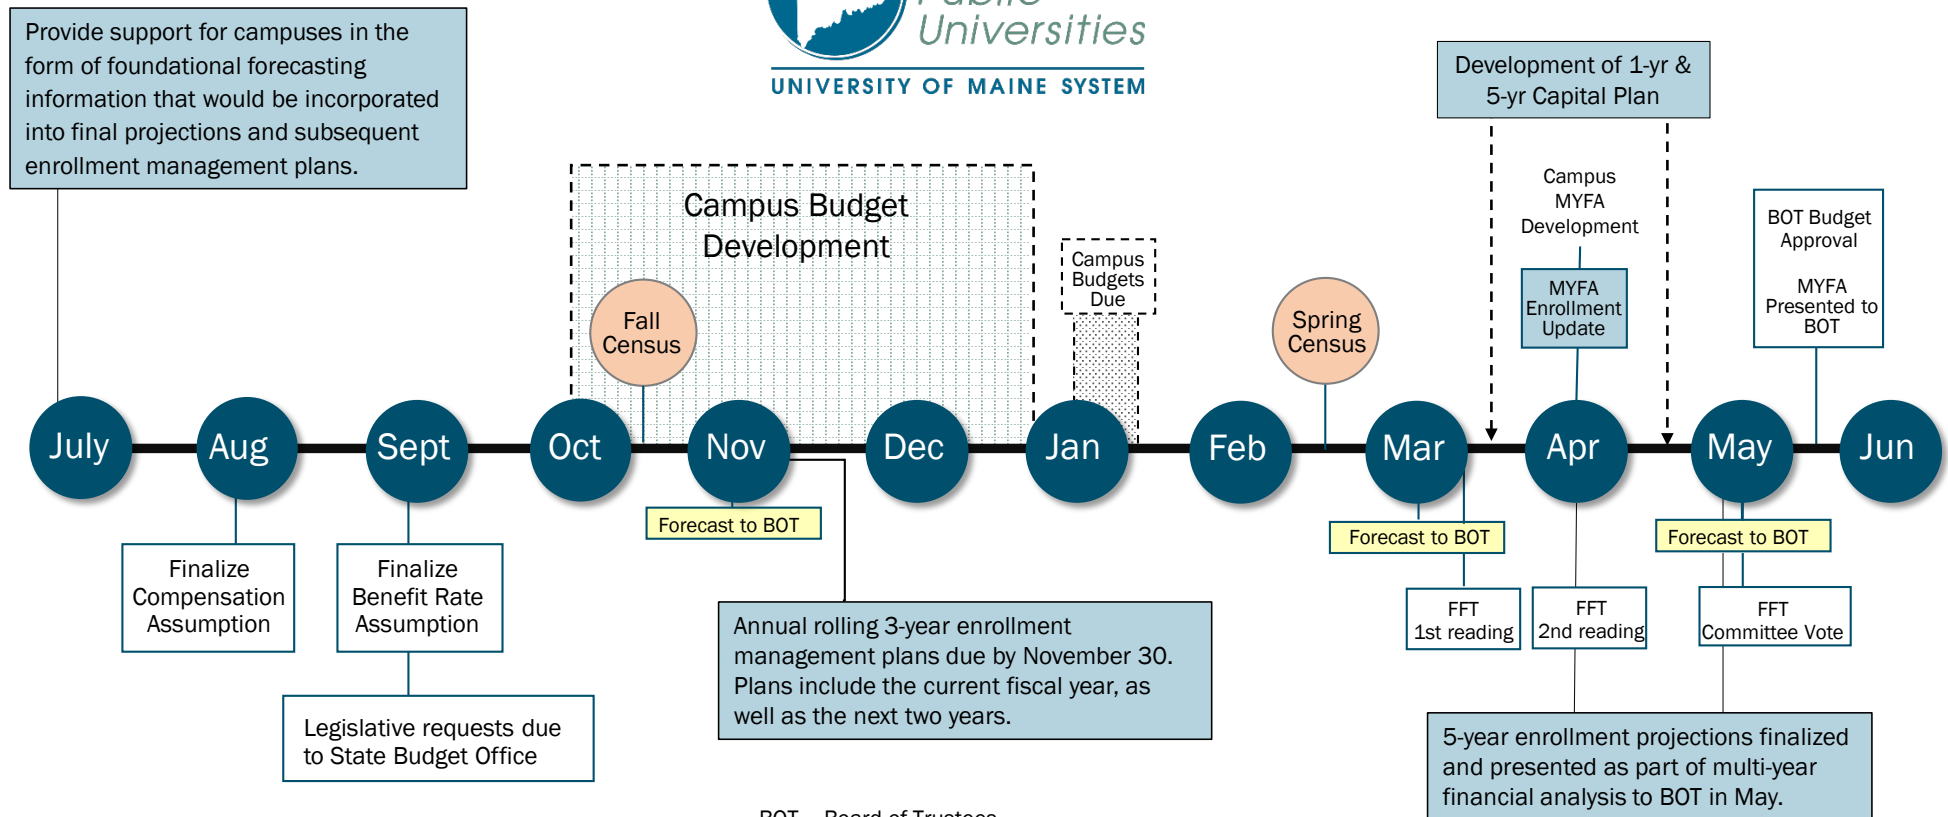 Public
Universities
UNIVERSITY OF MAINE SYSTEM
Provide support for campuses in the
form of foundational forecasting
information that would be incorporated
into final projections and subsequent
enrollment management plans.
Development of 1-yr &
5-yr Capital Plan
Campus Budget
Development
Campus
MYFA
Development
BOT Budget
Approval
MYFA
Presented to
BOT
Campus
Budgets
Due
MYFA
Enrollment
Update
Fall
Census
Spring
Census
July
Aug
Sept
Oct
Nov
Dec
Jan
Feb
Mar
Apr
May
Jun
Forecast to BOT
Forecast to BOT
Forecast to BOT
Finalize
Compensation
Assumption
Finalize
Benefit Rate
Assumption
FFT
1st reading
FFT
2nd reading
FFT
Committee Vote
Annual rolling 3-year enrollment
management plans due by November 30.
Plans include the current fiscal year, as
well as the next two years.
Legislative requests due
to State Budget Office
5-year enrollment projections finalized
and presented as part of multi-year
financial analysis to BOT in May.
BOT – Board of Trustees